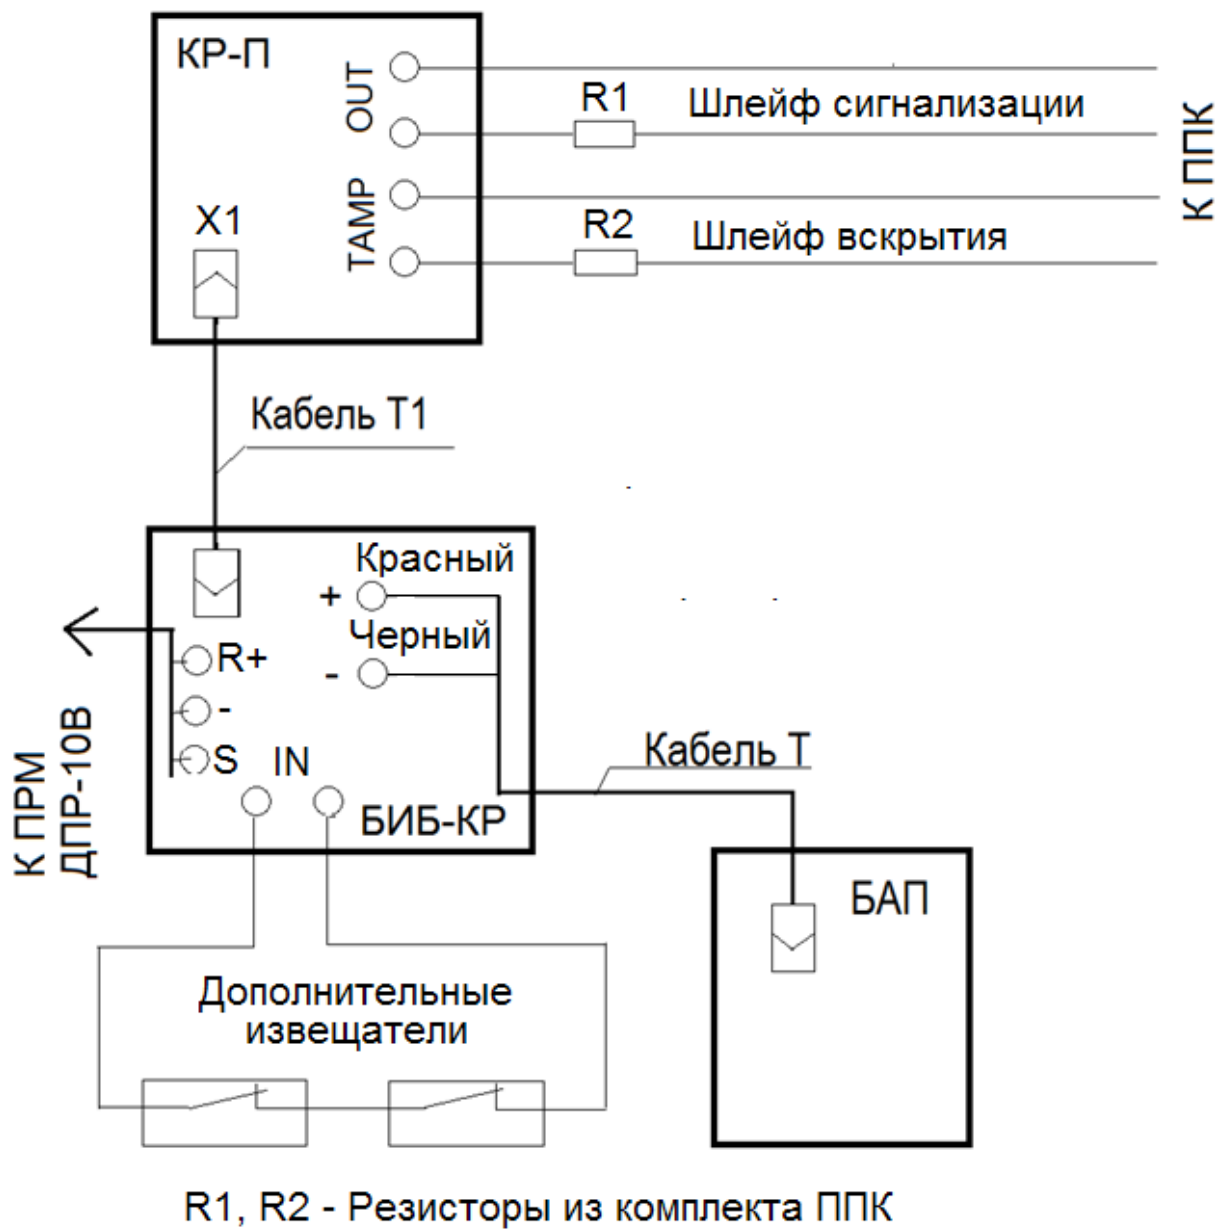 КР-П
OUT
R1
Шлейф сигнализации
TAMP
R2
Шлейф вскрытия
К ППК
X1
Кабель Т1
Красный
+
Черный
-
R+
-
S
IN
БИБ-КР
К ПРМ
ДПР-10В
Кабель Т
БАП
Дополнительные
извещатели
R1, R2 - Резисторы из комплекта ППК